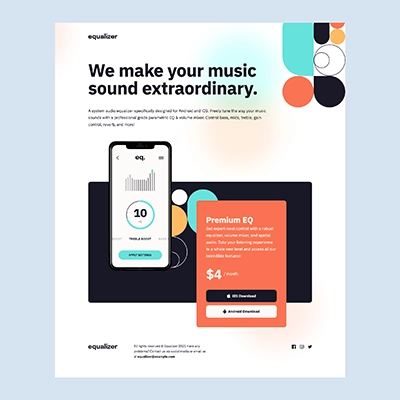 equalizer
We make your music
sound extraordinary.
A system audio equalizer specifically designed for Android and iOS. Freely tune the way your music
sounds with a professional grade parametric EQ & volume mixer. Control bass, mids, treble, gain
control, reverb, and more!
eq.
10
TREBLE BOOST
APPLY SETTINGS
Premium EQ
Get expert-level control with a robust
equalizer, volume mixer, and spatial
audio. Take your listening experience
to a whole new level and access all our
incredible features!
$4 / month
iOS Download
Android Download
equalizer
All rights reserved © Equalizer 2022. Have any
problems? Contact us via social media or email us
at equalizer@example.com